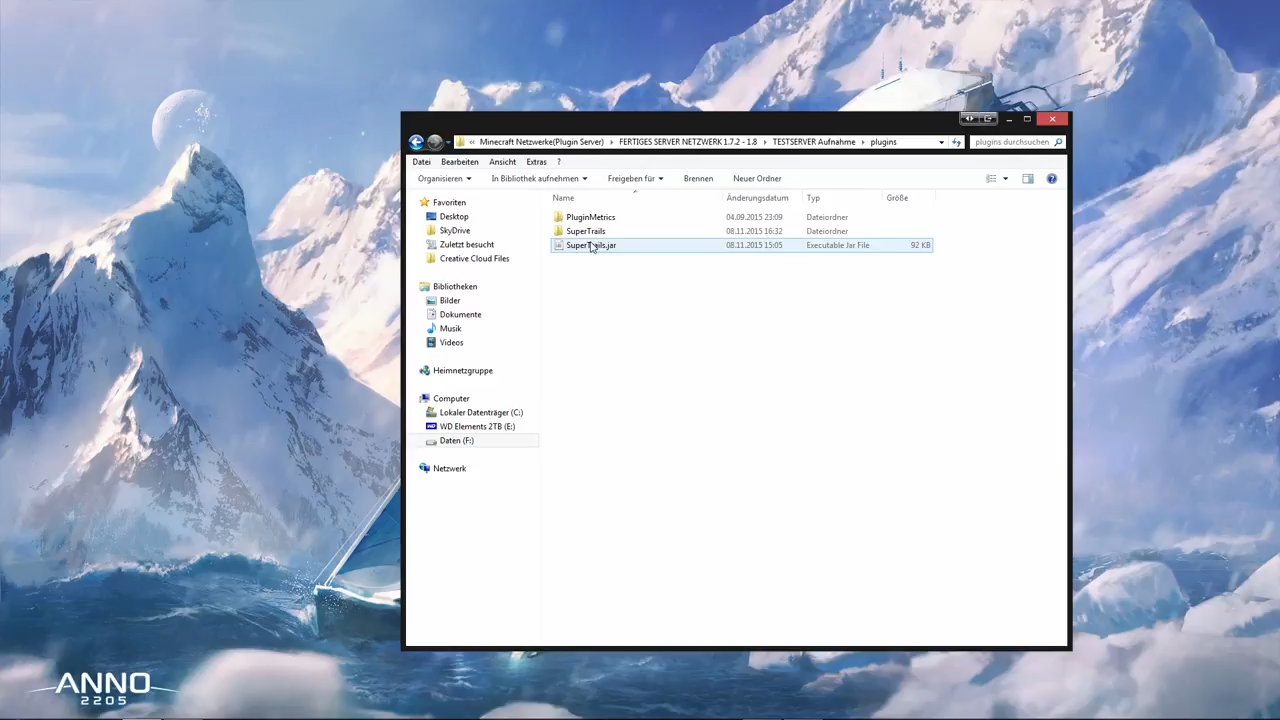 « Minecraft Netzwerke(Plugin Server) FERTIGES SERVER NETZWERK 1.7.2 - 1.8 TESTSERVER Aufnahme plugins plugins durchsuchen
Datei Bearbeiten Ansicht Extras ?
Organisieren In Bibliothek aufnehmen Freigeben für Brennen Neuer Ordner
Name Änderungsdatum Typ Größe
PluginMetrics 04.09.2015 23:09 Dateiordner
SuperTrails 08.11.2015 16:32 Dateiordner
SuperTrails.jar 08.11.2015 15:05 Executable Jar File 92 KB
Favoriten
Desktop
SkyDrive
Zuletzt besucht
Creative Cloud Files
Bibliotheken
Bilder
Dokumente
Musik
Videos
Heimnetzgruppe
Computer
Lokaler Datenträger (C:)
WD Elements 2TB (E:)
Daten (F:)
Netzwerk
ANNO
2205